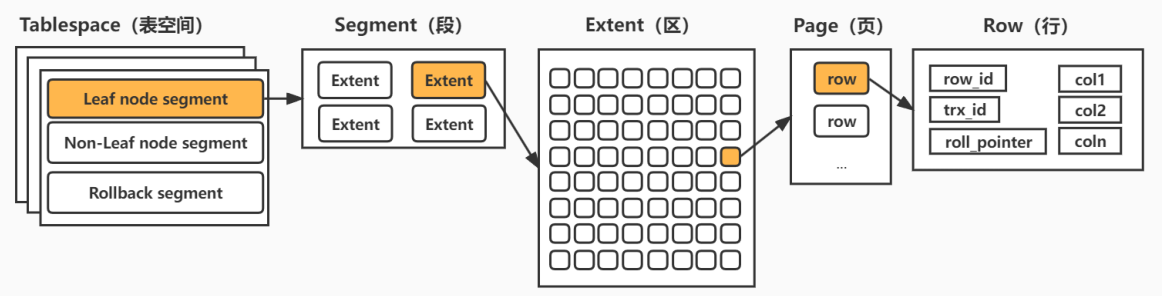 Tablespace（表空间）
Segment（段）
Extent（区）
Page（页）
Row（行）
Leaf node segment
Non-Leaf node segment
Rollback segment
Extent
Extent
Extent
Extent
row
row
...
row_id
col1
trx_id
col2
roll_pointer
coln